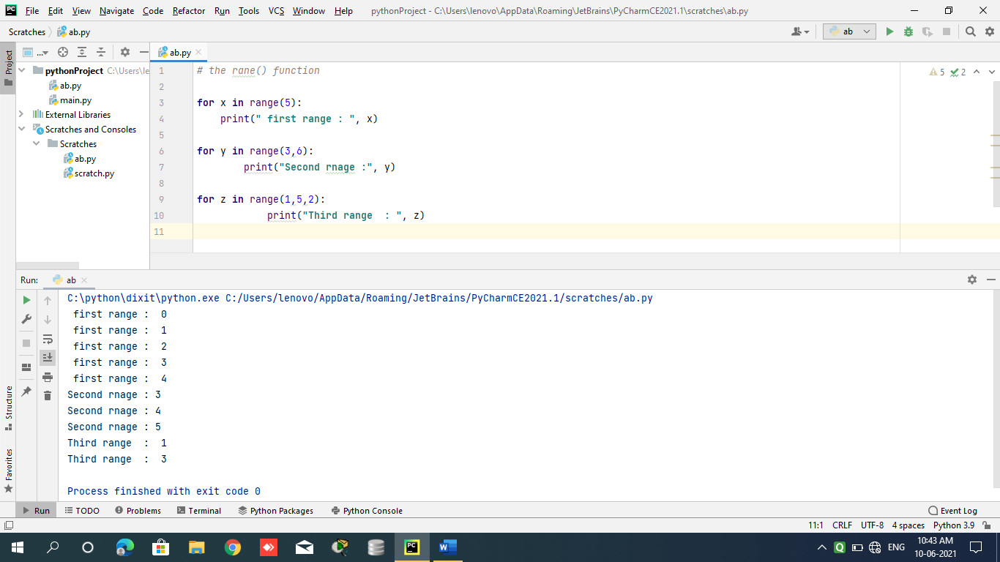 File Edit View Navigate Code Refactor Run Tools VCS Window Help pythonProject - C:\Users\lenovo\AppData\Roaming\JetBrains\PyCharmCE2021.1\scratches\ab.py
Scratches ab.py
ab
Project
...
ab.py
pythonProject C:\Users\le
ab.py
main.py
External Libraries
Scratches and Consoles
Scratches
ab.py
scratch.py
5 2
1 # the rane() function
2
3 for x in range(5):
4     print(" first range : ", x)
5
6 for y in range(3,6):
7         print("Second rnage :", y)
8
9 for z in range(1,5,2):
10             print("Third range  : ", z)
11
Run: ab
C:\python\dixit\python.exe C:/Users/lenovo/AppData/Roaming/JetBrains/PyCharmCE2021.1/scratches/ab.py
 first range :  0
 first range :  1
 first range :  2
 first range :  3
 first range :  4
Second rnage : 3
Second rnage : 4
Second rnage : 5
Third range  :  1
Third range  :  3
Process finished with exit code 0
Structure
Favorites
Run TODO Problems Terminal Python Packages Python Console Event Log
11:1 CRLF UTF-8 4 spaces Python 3.9
PC
W
Q
ENG
10:43 AM
10-06-2021